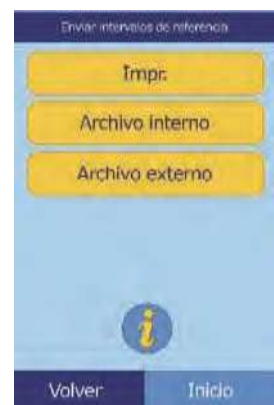 Enviar intervalos de referencia
Impr.
Archivo interno
Archivo externo
i
Volver
Inicio